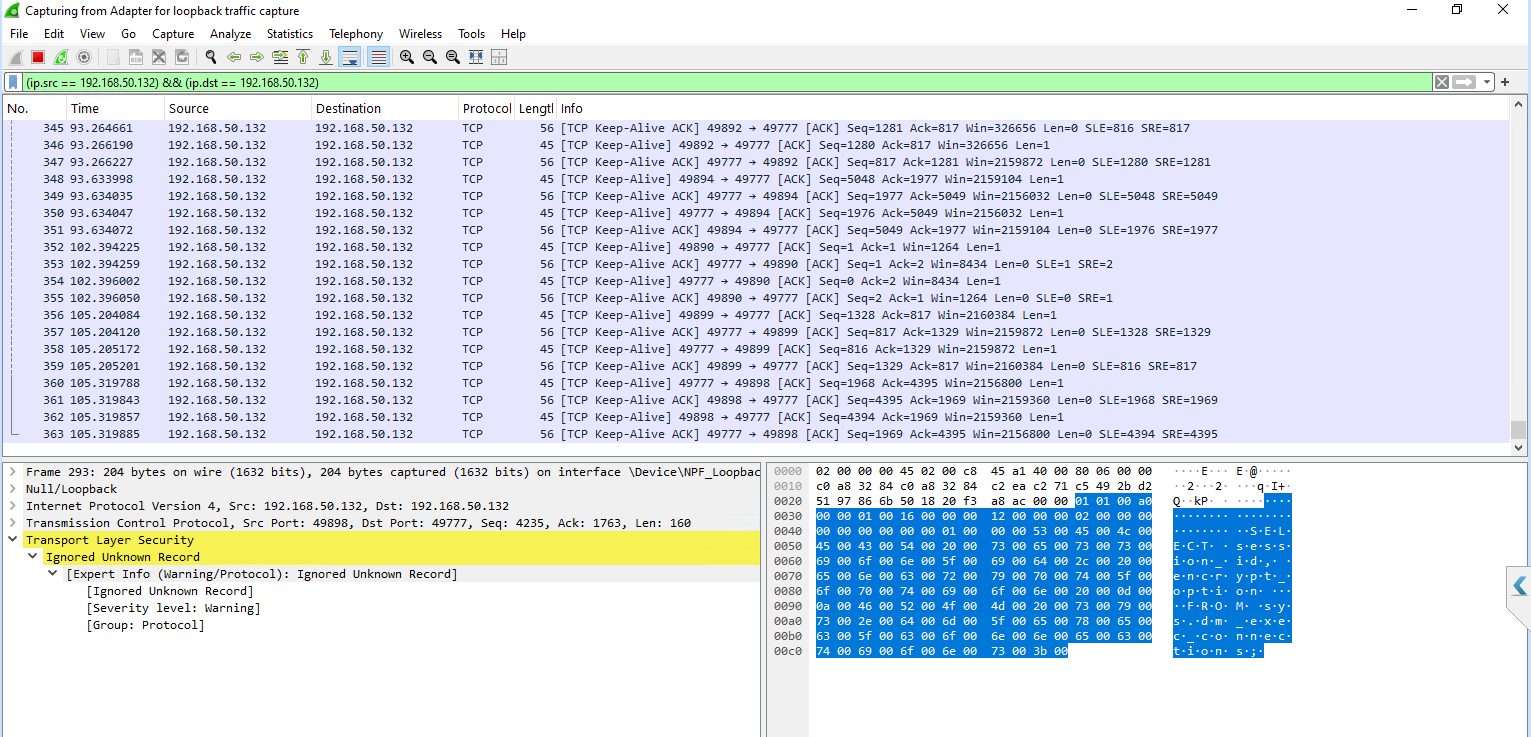 Capturing from Adapter for loopback traffic capture
File Edit View Go Capture Analyze Statistics Telephony Wireless Tools Help
(ip.src == 192.168.50.132) && (ip.dst == 192.168.50.132)
No. Time Source Destination Protocol Lengtl Info
345 93.264661 192.168.50.132 192.168.50.132 TCP 56 [TCP Keep-Alive ACK] 49892 → 49777 [ACK] Seq=1281 Ack=817 Win=326656 Len=0 SLE=816 SRE=817
346 93.266190 192.168.50.132 192.168.50.132 TCP 45 [TCP Keep-Alive] 49892 → 49777 [ACK] Seq=1280 Ack=817 Win=326656 Len=1
347 93.266227 192.168.50.132 192.168.50.132 TCP 56 [TCP Keep-Alive ACK] 49777 → 49892 [ACK] Seq=817 Ack=1281 Win=2159872 Len=0 SLE=1280 SRE=1281
348 93.633998 192.168.50.132 192.168.50.132 TCP 45 [TCP Keep-Alive] 49894 → 49777 [ACK] Seq=5048 Ack=1977 Win=2159104 Len=1
349 93.634035 192.168.50.132 192.168.50.132 TCP 56 [TCP Keep-Alive ACK] 49777 → 49894 [ACK] Seq=1977 Ack=5049 Win=2156032 Len=0 SLE=5048 SRE=5049
350 93.634047 192.168.50.132 192.168.50.132 TCP 45 [TCP Keep-Alive] 49777 → 49894 [ACK] Seq=1976 Ack=5049 Win=2156032 Len=1
351 93.634072 192.168.50.132 192.168.50.132 TCP 56 [TCP Keep-Alive ACK] 49894 → 49777 [ACK] Seq=5049 Ack=1977 Win=2159104 Len=0 SLE=1976 SRE=1977
352 102.394225 192.168.50.132 192.168.50.132 TCP 45 [TCP Keep-Alive] 49890 → 49777 [ACK] Seq=1 Ack=1 Win=1264 Len=1
353 102.394259 192.168.50.132 192.168.50.132 TCP 56 [TCP Keep-Alive ACK] 49777 → 49890 [ACK] Seq=1 Ack=2 Win=8434 Len=0 SLE=1 SRE=2
354 102.396002 192.168.50.132 192.168.50.132 TCP 45 [TCP Keep-Alive] 49777 → 49890 [ACK] Seq=0 Ack=2 Win=8434 Len=1
355 102.396050 192.168.50.132 192.168.50.132 TCP 56 [TCP Keep-Alive ACK] 49890 → 49777 [ACK] Seq=2 Ack=1 Win=1264 Len=0 SLE=0 SRE=1
356 105.204084 192.168.50.132 192.168.50.132 TCP 45 [TCP Keep-Alive] 49899 → 49777 [ACK] Seq=1328 Ack=817 Win=2160384 Len=1
357 105.204120 192.168.50.132 192.168.50.132 TCP 56 [TCP Keep-Alive ACK] 49777 → 49899 [ACK] Seq=817 Ack=1329 Win=2159872 Len=0 SLE=1328 SRE=1329
358 105.205172 192.168.50.132 192.168.50.132 TCP 45 [TCP Keep-Alive] 49777 → 49899 [ACK] Seq=816 Ack=1329 Win=2159872 Len=1
359 105.205201 192.168.50.132 192.168.50.132 TCP 56 [TCP Keep-Alive ACK] 49899 → 49777 [ACK] Seq=1329 Ack=817 Win=2160384 Len=0 SLE=816 SRE=817
360 105.319788 192.168.50.132 192.168.50.132 TCP 45 [TCP Keep-Alive] 49777 → 49898 [ACK] Seq=1968 Ack=4395 Win=2156800 Len=1
361 105.319843 192.168.50.132 192.168.50.132 TCP 56 [TCP Keep-Alive ACK] 49898 → 49777 [ACK] Seq=4395 Ack=1969 Win=2159360 Len=0 SLE=1968 SRE=1969
362 105.319857 192.168.50.132 192.168.50.132 TCP 45 [TCP Keep-Alive] 49898 → 49777 [ACK] Seq=4394 Ack=1969 Win=2159360 Len=1
363 105.319885 192.168.50.132 192.168.50.132 TCP 56 [TCP Keep-Alive ACK] 49777 → 49898 [ACK] Seq=1969 Ack=4395 Win=2156800 Len=0 SLE=4394 SRE=4395
Frame 293: 204 bytes on wire (1632 bits), 204 bytes captured (1632 bits) on interface \Device\NPF_Loopbac
Null/Loopback
Internet Protocol Version 4, Src: 192.168.50.132, Dst: 192.168.50.132
Transmission Control Protocol, Src Port: 49898, Dst Port: 49777, Seq: 4235, Ack: 1763, Len: 160
Transport Layer Security
Ignored Unknown Record
[Expert Info (Warning/Protocol): Ignored Unknown Record]
[Ignored Unknown Record]
[Severity level: Warning]
[Group: Protocol]
0000 02 00 00 00 45 02 00 c8 45 a1 40 00 80 06 00 00 ····E··· E·@·····
0010 c0 a8 32 84 c0 a8 32 84 c2 ea c2 71 c5 49 2b d2 ··2···2· ···q·I+·
0020 51 97 86 6b 50 18 20 f3 a8 ac 00 00 01 01 00 a0 Q··kP· · ········
0030 00 00 01 00 16 00 00 00 12 00 00 00 02 00 00 00 ········ ········
0040 00 00 00 00 00 01 00 00 00 00 53 00 45 00 4c 00 ········ ··S·E·L·
0050 45 00 43 00 54 00 20 00 73 00 65 00 73 00 73 00 E·C·T· · s·e·s·s·
0060 69 00 6f 00 6e 00 5f 00 69 00 64 00 2c 00 20 00 i·o·n·_· i·d·,· ·
0070 65 00 6e 00 63 00 72 00 79 00 70 00 74 00 5f 00 e·n·c·r· y·p·t·_·
0080 6f 00 70 00 74 00 69 00 6f 00 6e 00 20 00 0d 00 o·p·t·i· o·n· ···
0090 0a 00 46 00 52 00 4f 00 4d 00 20 00 73 00 79 00 ··F·R·O· M· ·s·y·
00a0 73 00 2e 00 64 00 6d 00 5f 00 65 00 78 00 65 00 s·.·d·m· _·e·x·e·
00b0 63 00 5f 00 63 00 6f 00 6e 00 6e 00 65 00 63 00 c·_·c·o· n·n·e·c·
00c0 74 00 69 00 6f 00 6e 00 73 00 3b 00 t·i·o·n· s·;·